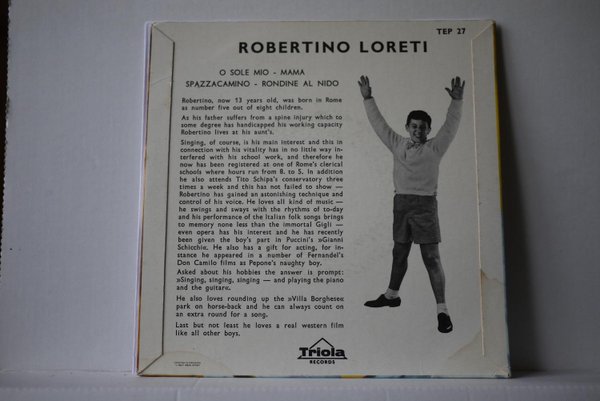 TEP 27
ROBERTINO LORETI
O SOLE MIO - MAMA
SPAZZACAMINO - RONDINE AL NIDO
Robertino, now 13 years old, was born in Rome
as number five out of eight children.
As his father suffers from a spine injury which to
some degree has handicapped his working capacity
Robertino lives at his aunt's.
Singing, of course, is his main interest and this in
connection with his vitality has in no little way in-
terfered with his school work, and therefore he
now has been registered at one of Rome's clerical
schools where hours run from 8. to 5. In addition
he also attends Tito Schipa's conservatory three
times a week and this has not failed to show —
Robertino has gained an astonishing technique and
control of his voice. He loves all kind of music —
he swings and sways with the rhythms of to-day
and his performance of the Italian folk songs brings
to memory none less than the immortal Gigli —
even opera has his interest and he has recently
been given the boy's part in Puccini's »Gianni
Schicchi«. He also has a gift for acting, for in-
stance he appeared in a number of Fernandel's
Don Camilo films as Pepone's naughty boy.
Asked about his hobbies the answer is prompt:
»Singing, singing, singing — and playing the piano
and the guitar«.
He also loves rounding up the »Villa Borghese«
park on horse-back and he can always count on
an extra round for a song.
Last but not least he loves a real western film
like all other boys.
Triola
RECORDS